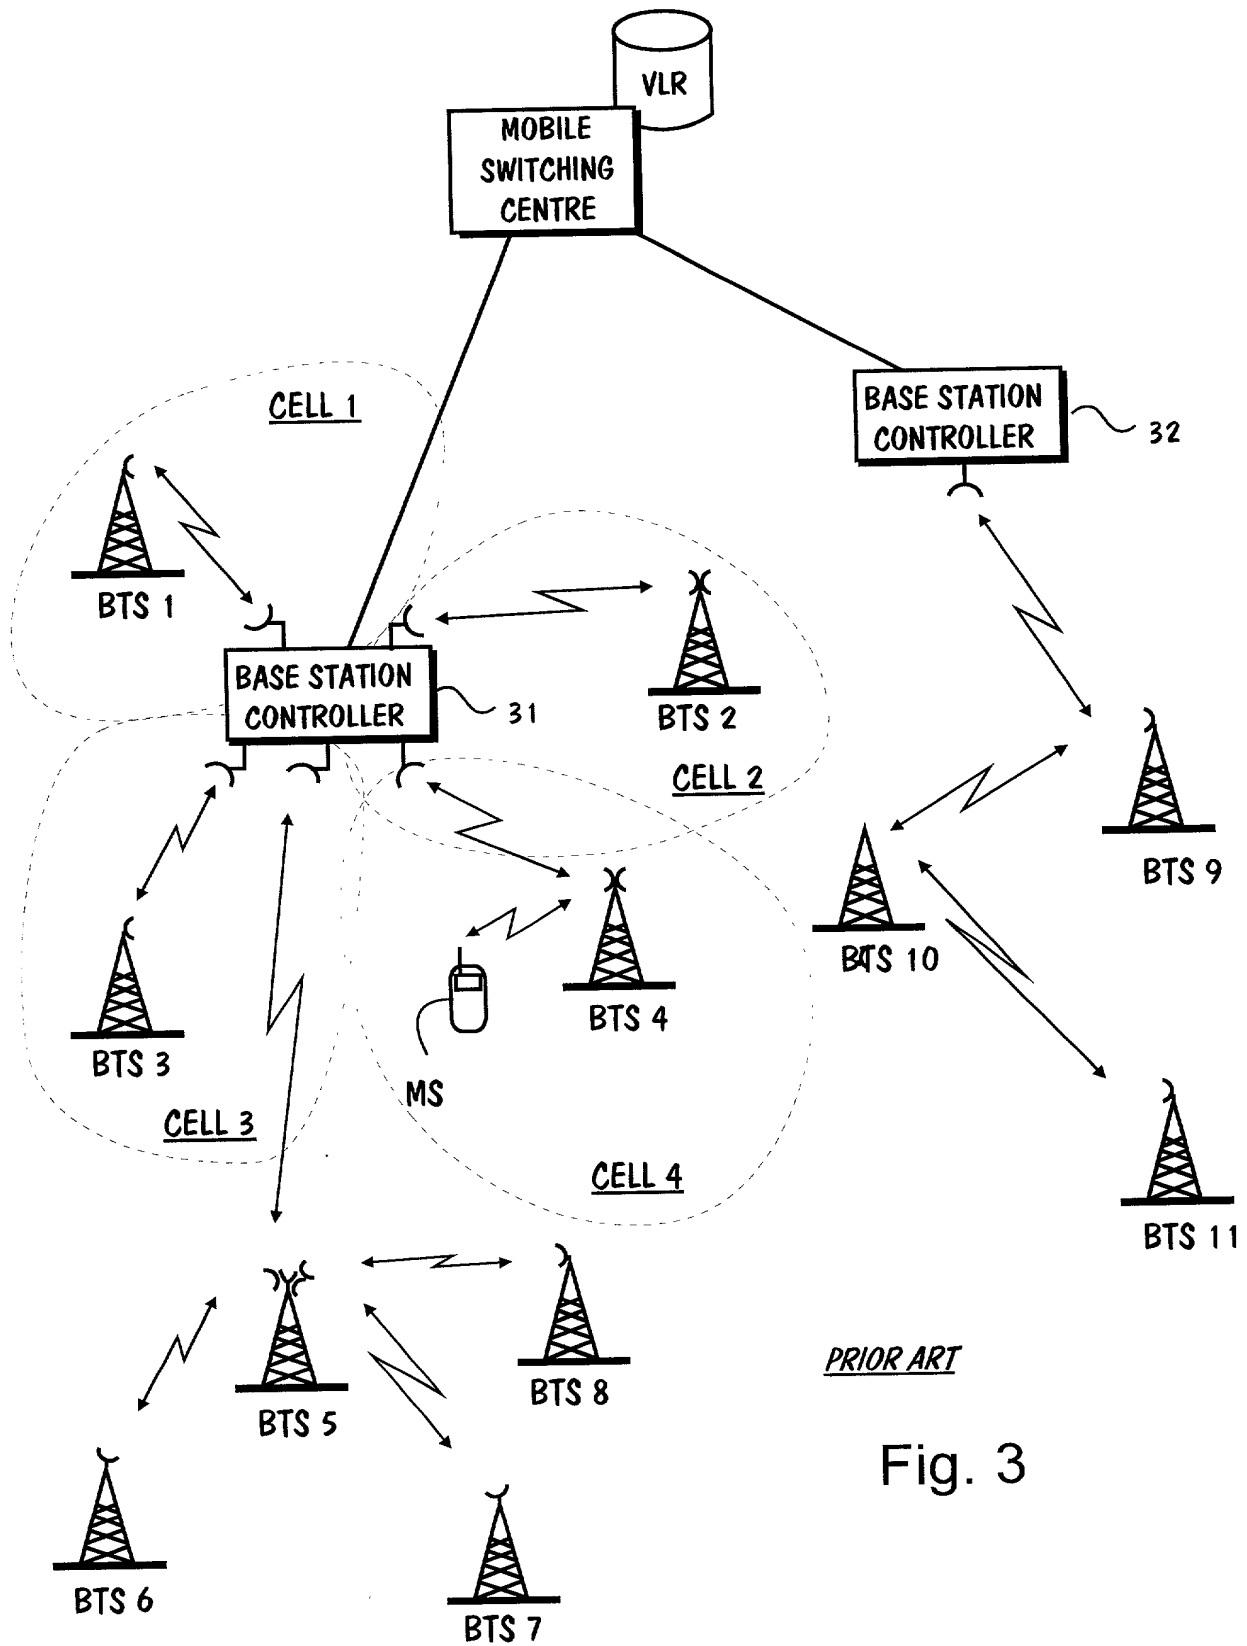 VLR
MOBILE
SWITCHING
CENTRE
CELL 1
BASE STATION
CONTROLLER
32
BTS 1
BASE STATION
CONTROLLER
31
BTS 2
CELL 2
BTS 9
BTS 10
BTS 3
BTS 4
MS
CELL 3
CELL 4
BTS 11
BTS 5
BTS 8
PRIOR ART
Fig. 3
BTS 6
BTS 7